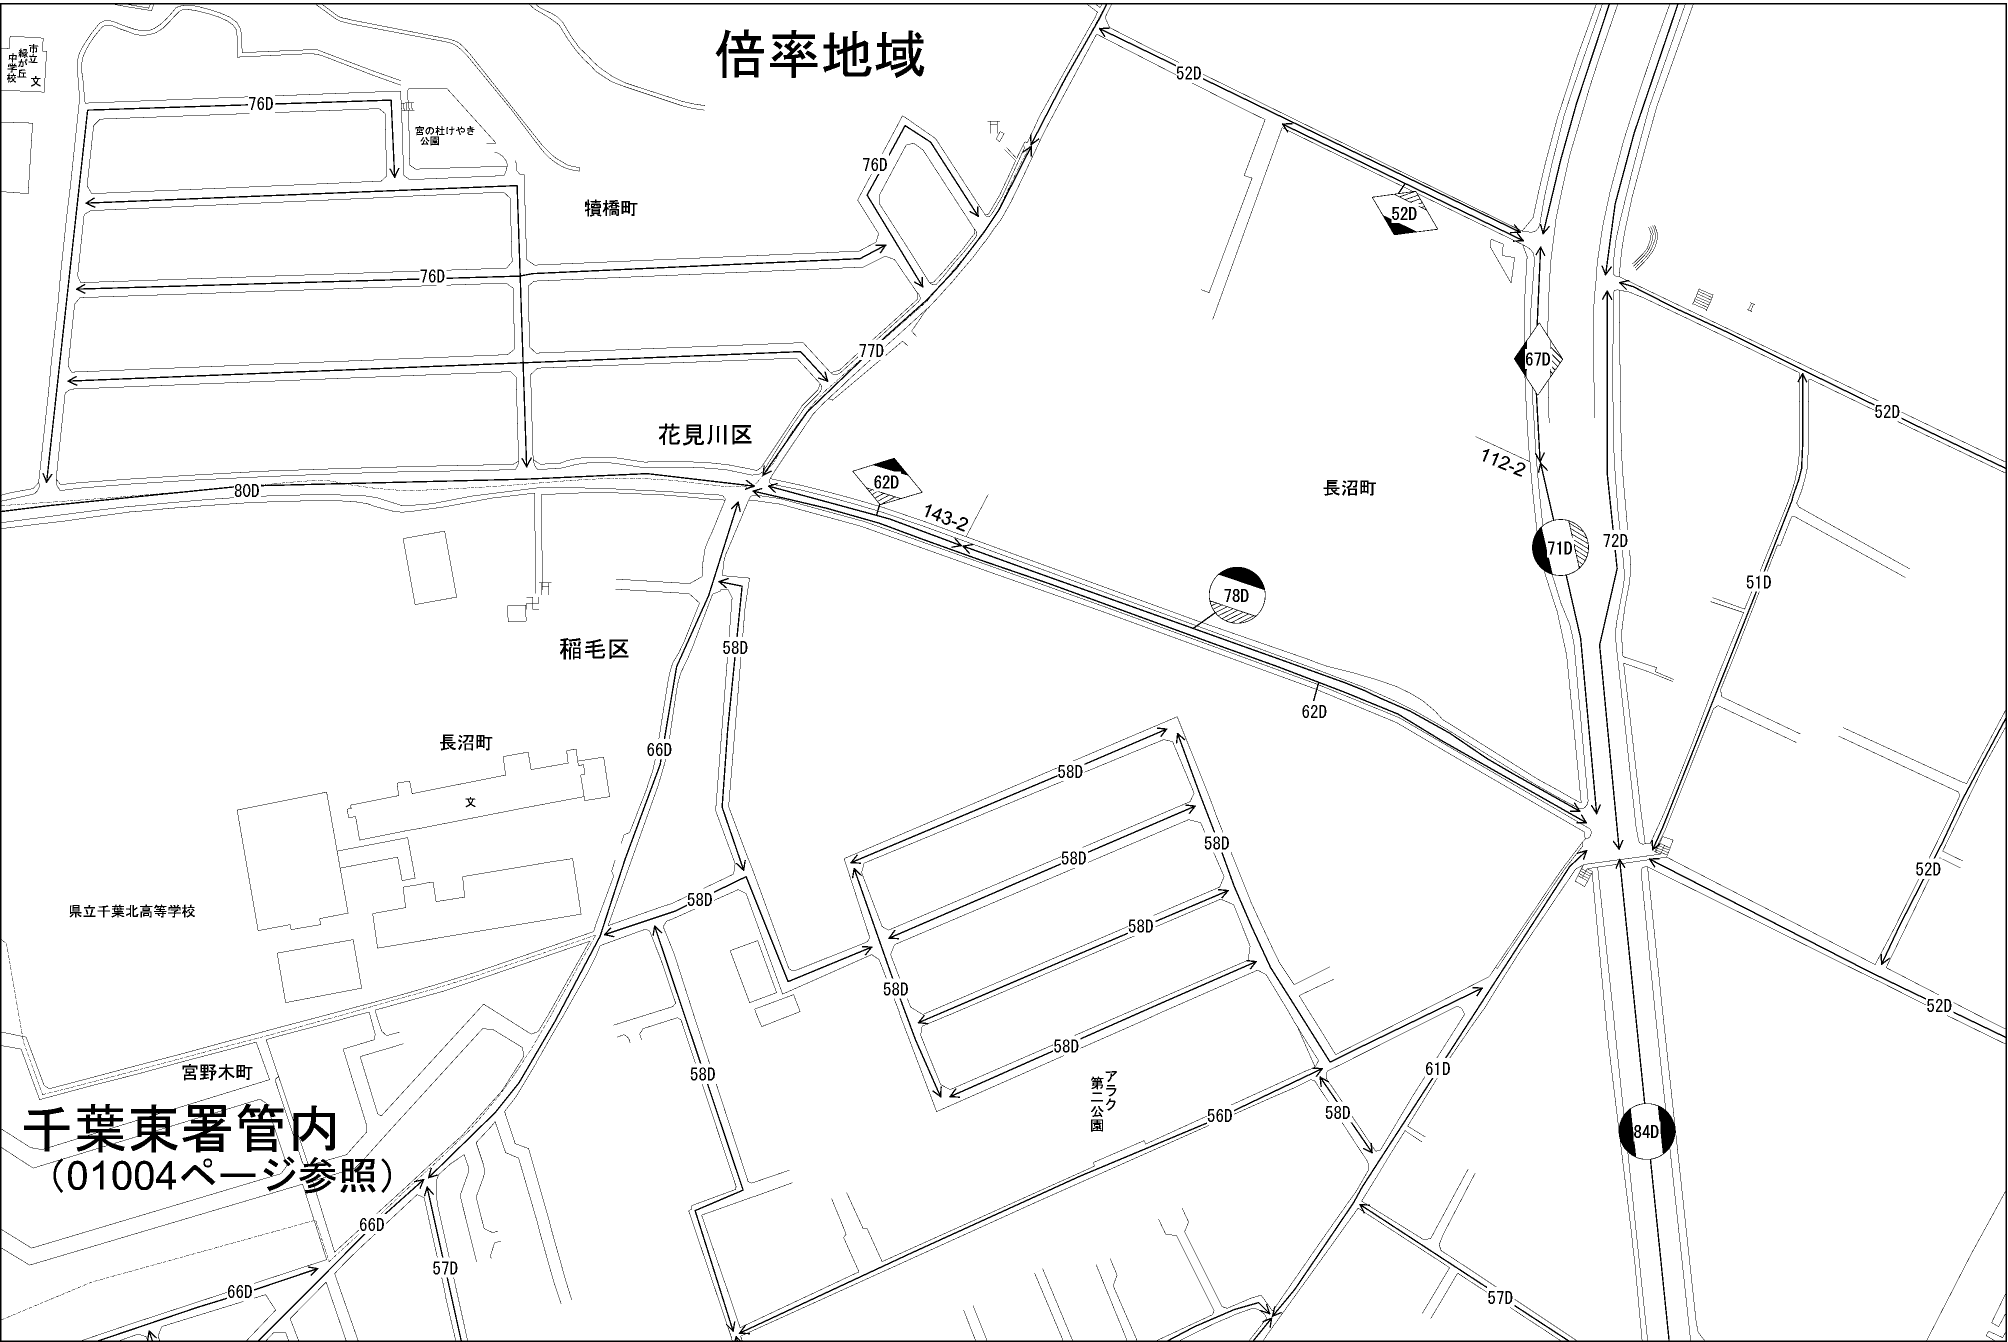 倍率地域
市立
緑が丘
中学校
文
76D
宮の杜けやき
公園
52D
76D
犢橋町
52D
76D
77D
67D
52D
花見川区
62D
112-2
80D
143-2
長沼町
71D
72D
51D
78D
稲毛区
58D
62D
長沼町
66D
58D
文
58D
58D
52D
県立千葉北高等学校
58D
58D
58D
52D
58D
58D
61D
宮野木町
アラク
第二公園
56D
58D
84D
千葉東署管内
（01004ページ参照）
66D
57D
66D
57D